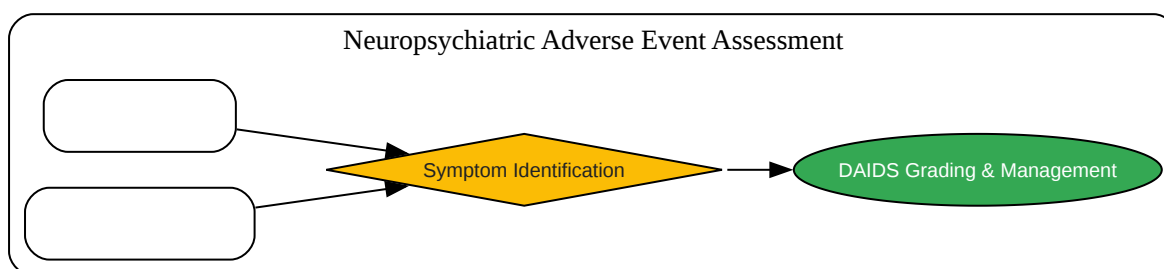 Neuropsychiatric Adverse Event Assessment
Symptom Identification
DAIDS Grading & Management